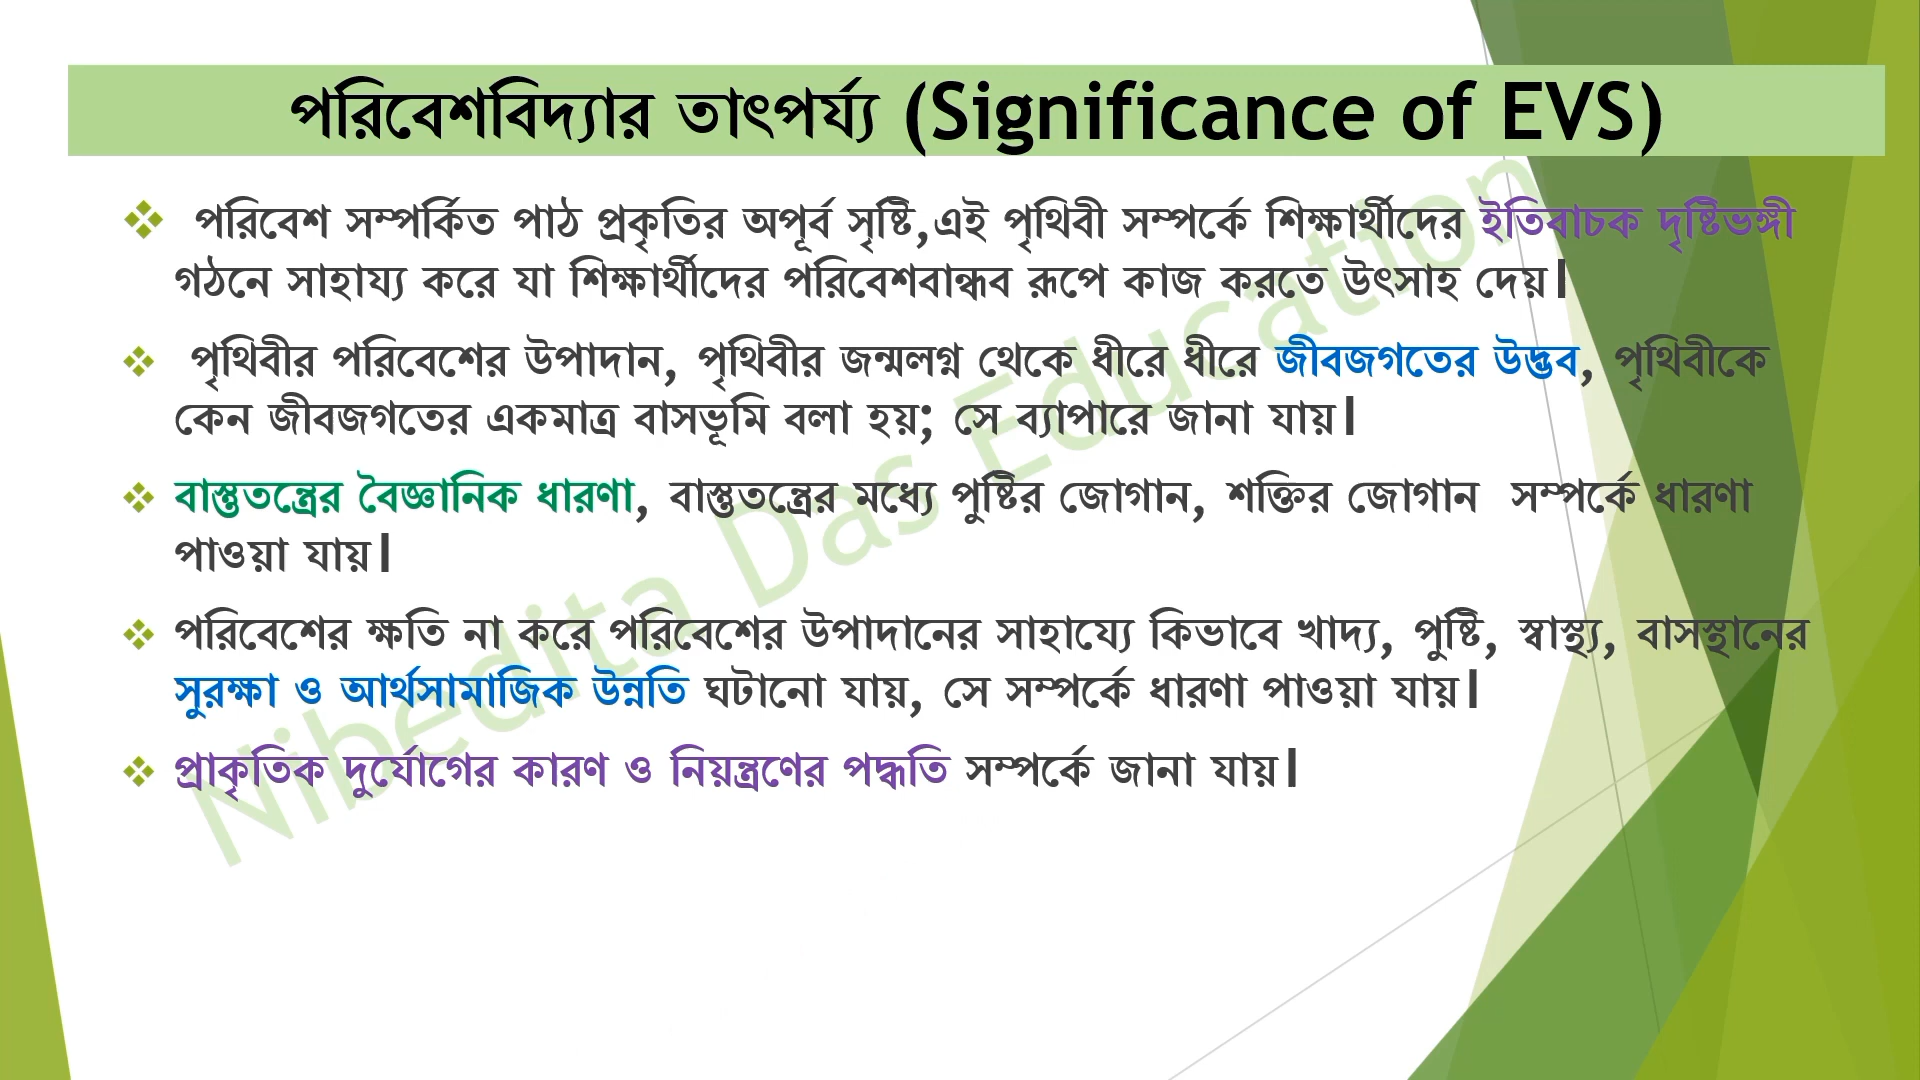 পরিবেশবিদ্যার তাৎপর্য্য (Significance of EVS)
❖ পরিবেশ সম্পর্কিত পাঠ প্রকৃতির অপূর্ব সৃষ্টি,এই পৃথিবী সম্পর্কে শিক্ষার্থীদের ইতিবাচক দৃষ্টিভঙ্গী
গঠনে সাহায্য করে যা শিক্ষার্থীদের পরিবেশবান্ধব রূপে কাজ করতে উৎসাহ দেয়।
❖ পৃথিবীর পরিবেশের উপাদান, পৃথিবীর জন্মলগ্ন থেকে ধীরে ধীরে জীবজগতের উদ্ভব, পৃথিবীকে
কেন জীবজগতের একমাত্র বাসভূমি বলা হয়; সে ব্যাপারে জানা যায়।
❖ বাস্তুতন্ত্রের বৈজ্ঞানিক ধারণা, বাস্তুতন্ত্রের মধ্যে পুষ্টির জোগান, শক্তির জোগান সম্পর্কে ধারণা
পাওয়া যায়।
❖ পরিবেশের ক্ষতি না করে পরিবেশের উপাদানের সাহায্যে কিভাবে খাদ্য, পুষ্টি, স্বাস্থ্য, বাসস্থানের
সুরক্ষা ও আর্থসামাজিক উন্নতি ঘটানো যায়, সে সম্পর্কে ধারণা পাওয়া যায়।
❖ প্রাকৃতিক দুর্যোগের কারণ ও নিয়ন্ত্রণের পদ্ধতি সম্পর্কে জানা যায়।
Nibedita Das Education